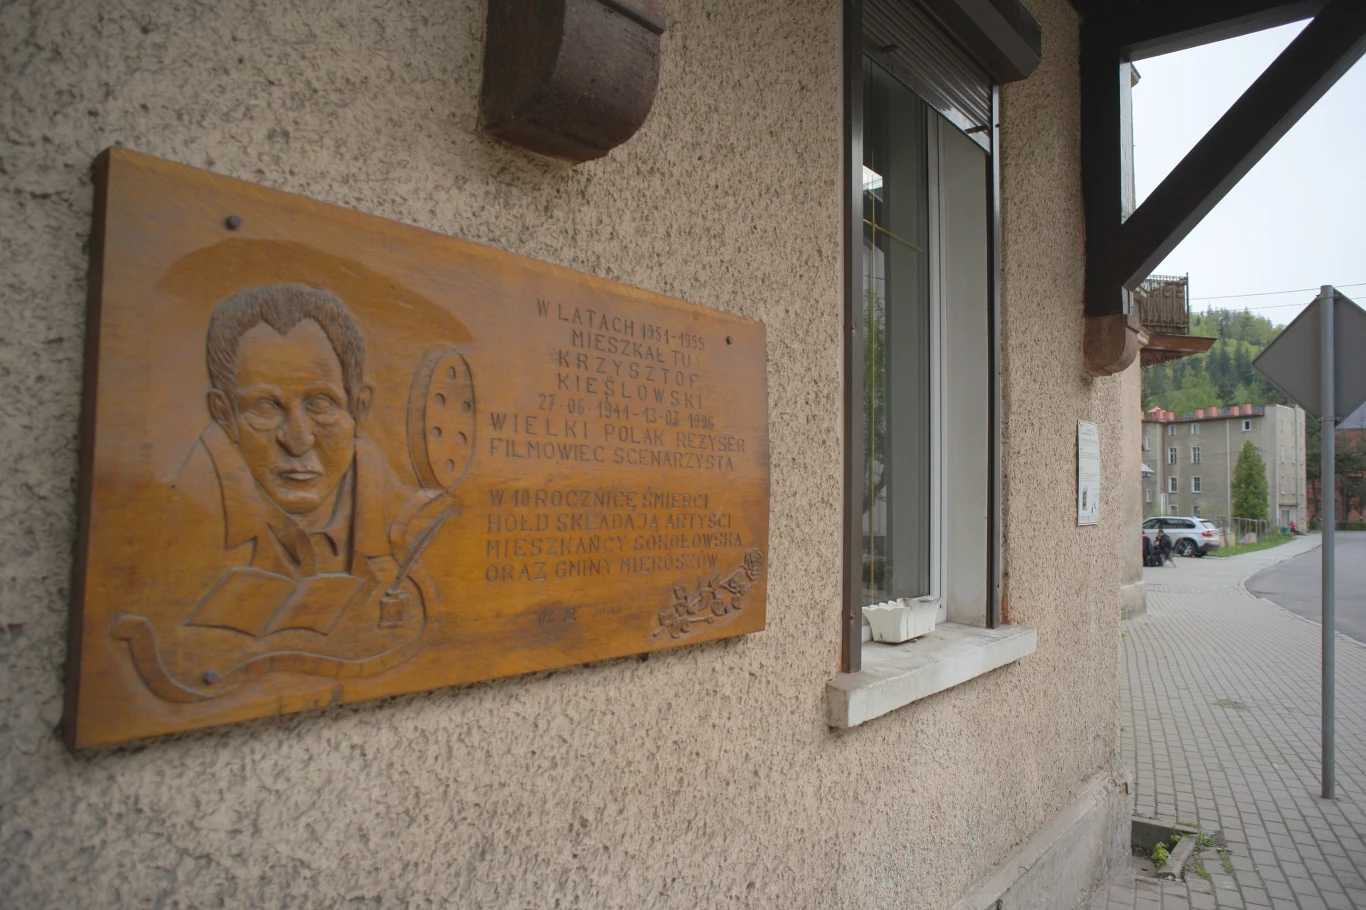 W LATACH 1951-1955
MIESZKAŁ TU
KRZYSZTOF
KIEŚLOWSKI
27-06-1941-13-03 1996
WIELKI POLAK REŻYSER
FILMOWIEC SCENARZYSTA
W 10 ROCZNICĘ ŚMIERCI
HOŁD SKŁADAJĄ ARTYŚCI
MIESZKAŃCY SOKOŁOWSKA
ORAZ GMINY MIEROSZÓW